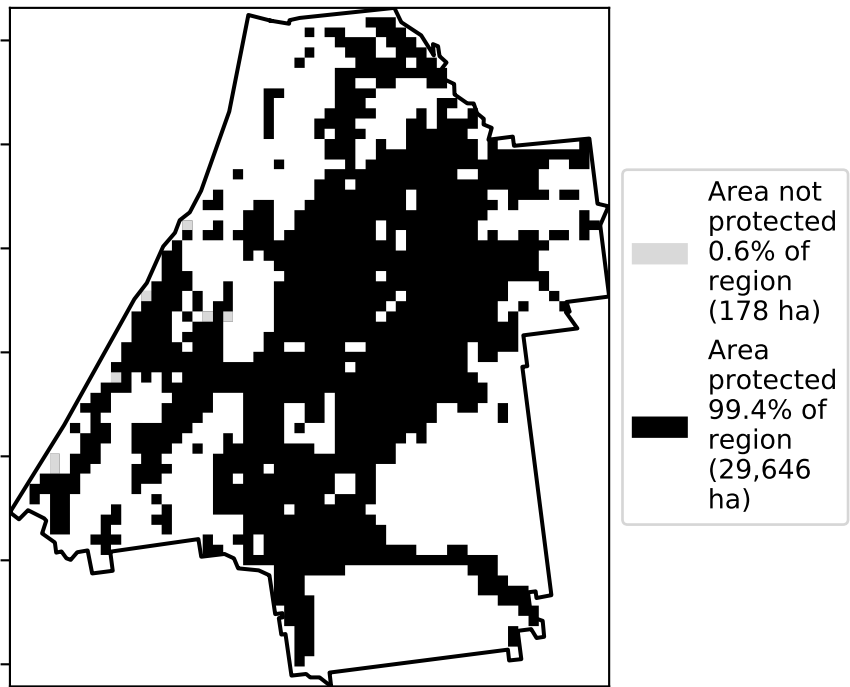 Area not
protected
0.6% of
region
(178 ha)
Area
protected
99.4% of
region
(29,646
ha)